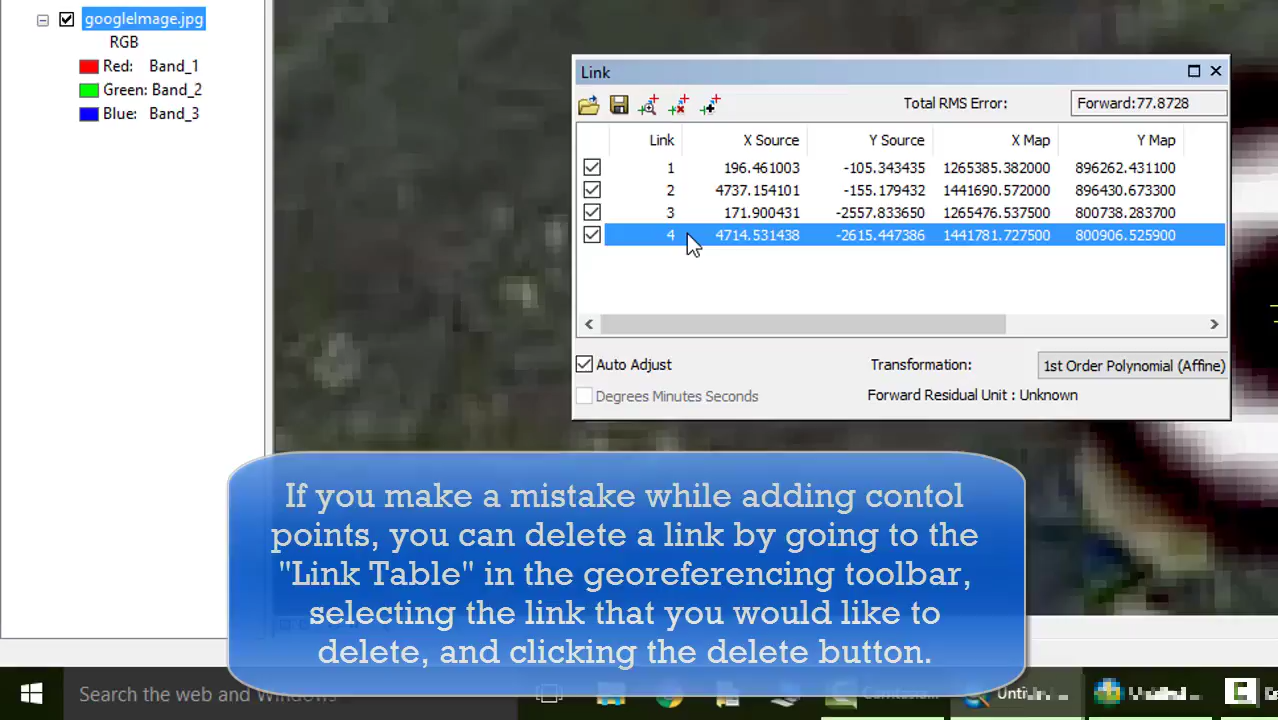 googleImage.jpg
RGB
Red: Band_1
Green: Band_2
Blue: Band_3
Link
Total RMS Error: Forward:77.8728
Link X Source Y Source X Map Y Map
1 196.461003 -105.343435 1265385.382000 896262.431100
2 4737.154101 -155.179432 1441690.572000 896430.673300
3 171.900431 -2557.833650 1265476.537500 800738.283700
4 4714.531438 -2615.447386 1441781.727500 800906.525900
Auto Adjust Transformation: 1st Order Polynomial (Affine)
Degrees Minutes Seconds Forward Residual Unit : Unknown
If you make a mistake while adding contol
points, you can delete a link by going to the
"Link Table" in the georeferencing toolbar,
selecting the link that you would like to
delete, and clicking the delete button.
Search the web and Windows